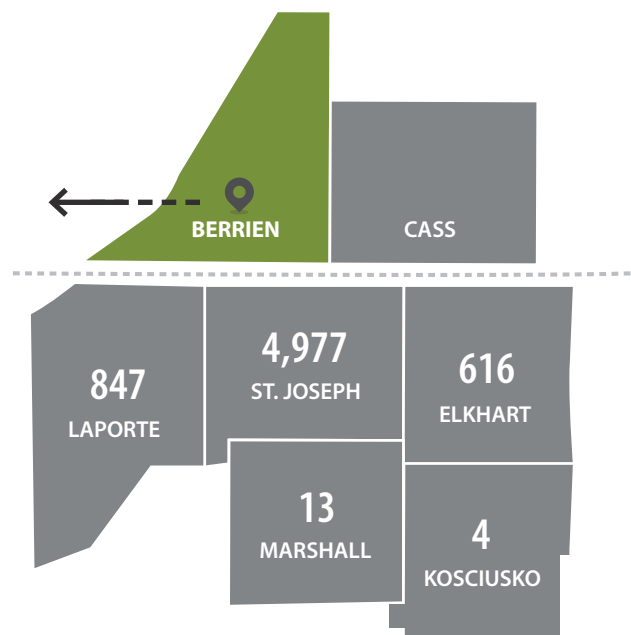 BERRIEN
CASS
847
LAPORTE
4,977
ST. JOSEPH
616
ELKHART
13
MARSHALL
4
KOSCIUSKO